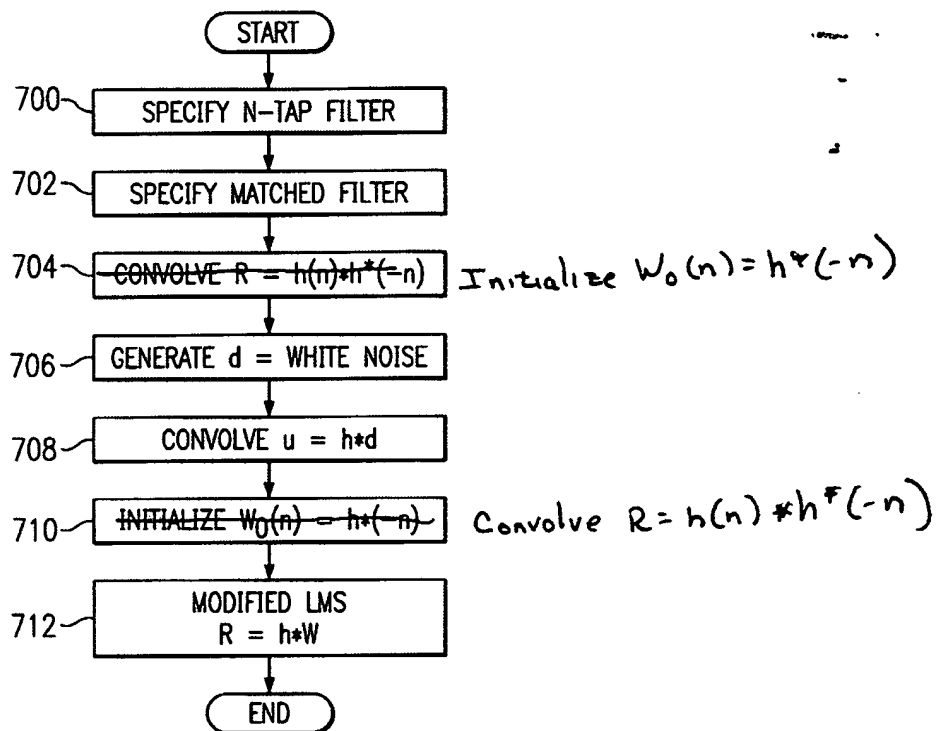 START
700
SPECIFY N-TAP FILTER
702
SPECIFY MATCHED FILTER
704
CONVOLVE R = h(n)*h*(-n)
Initialize W₀(n) = h*(-n)
706
GENERATE d = WHITE NOISE
708
CONVOLVE u = h*d
710
INITIALIZE W₀(n) = h*(-n)
Convolve R = h(n) * h*(-n)
712
MODIFIED LMS
R = h*W
END